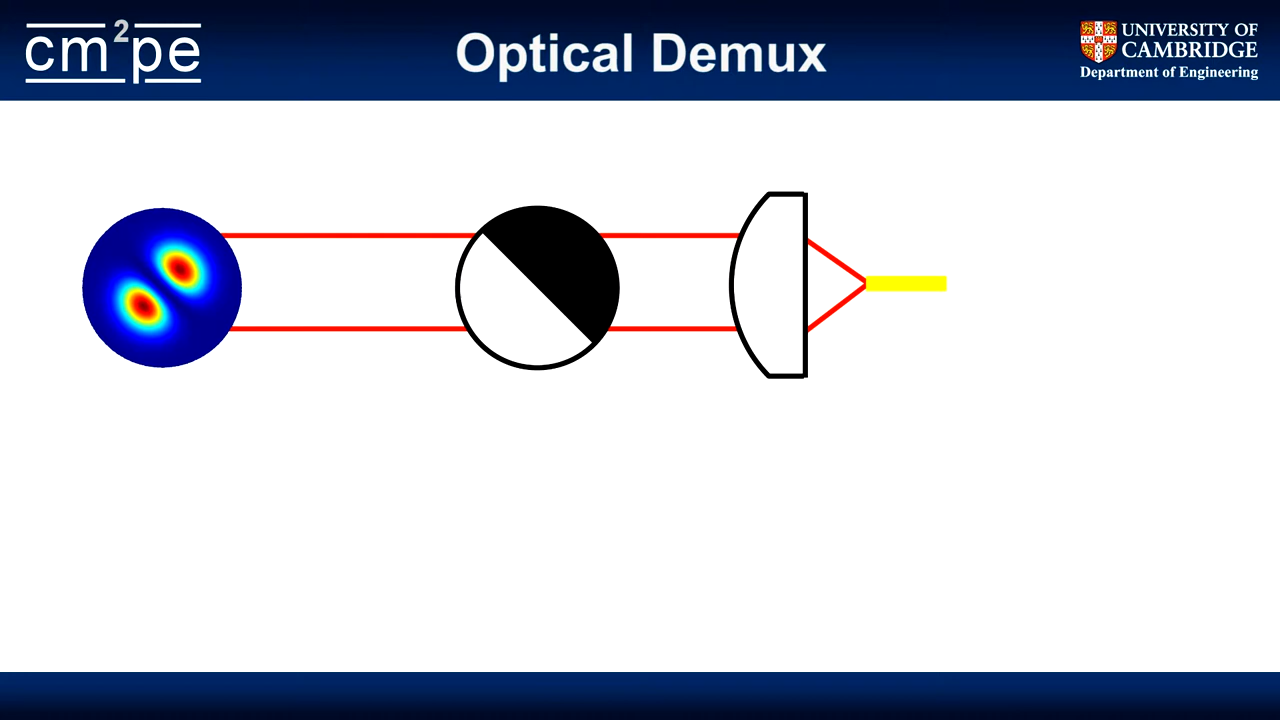 cm²pe
Optical Demux
UNIVERSITY OF
CAMBRIDGE
Department of Engineering